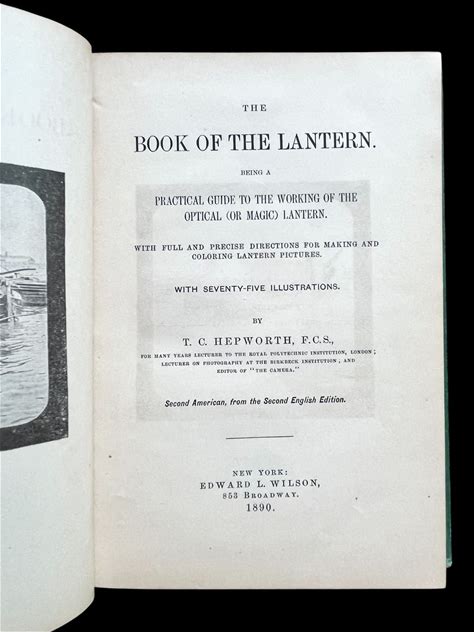 THE
BOOK OF THE LANTERN.
BEING A
PRACTICAL GUIDE TO THE WORKING OF THE
OPTICAL (OR MAGIC) LANTERN.
WITH FULL AND PRECISE DIRECTIONS FOR MAKING AND
COLORING LANTERN PICTURES.
WITH SEVENTY-FIVE ILLUSTRATIONS.
BY
T. C. HEPWORTH, F.C.S.,
FOR MANY YEARS LECTURER TO THE ROYAL POLYTECHNIC INSTITUTION, LONDON;
LECTURER ON PHOTOGRAPHY AT THE BIRKBECK INSTITUTION; AND
EDITOR OF "THE CAMERA."
Second American, from the Second English Edition.
NEW YORK:
EDWARD L. WILSON,
853 BROADWAY.
1890.